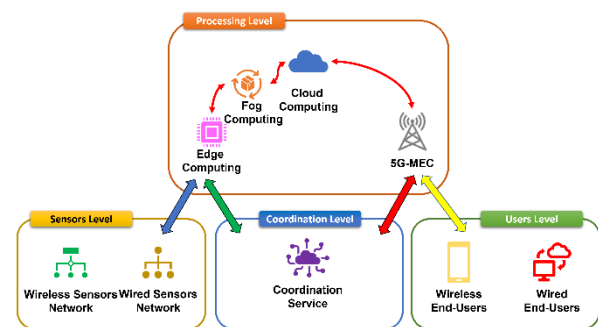 Processing Level
Cloud
Computing
Fog
Computing
Edge
Computing
5G-MEC
Sensors Level
Coordination Level
Users Level
Wireless Sensors
Network
Wired Sensors
Network
Coordination
Service
Wireless
End-Users
Wired
End-Users